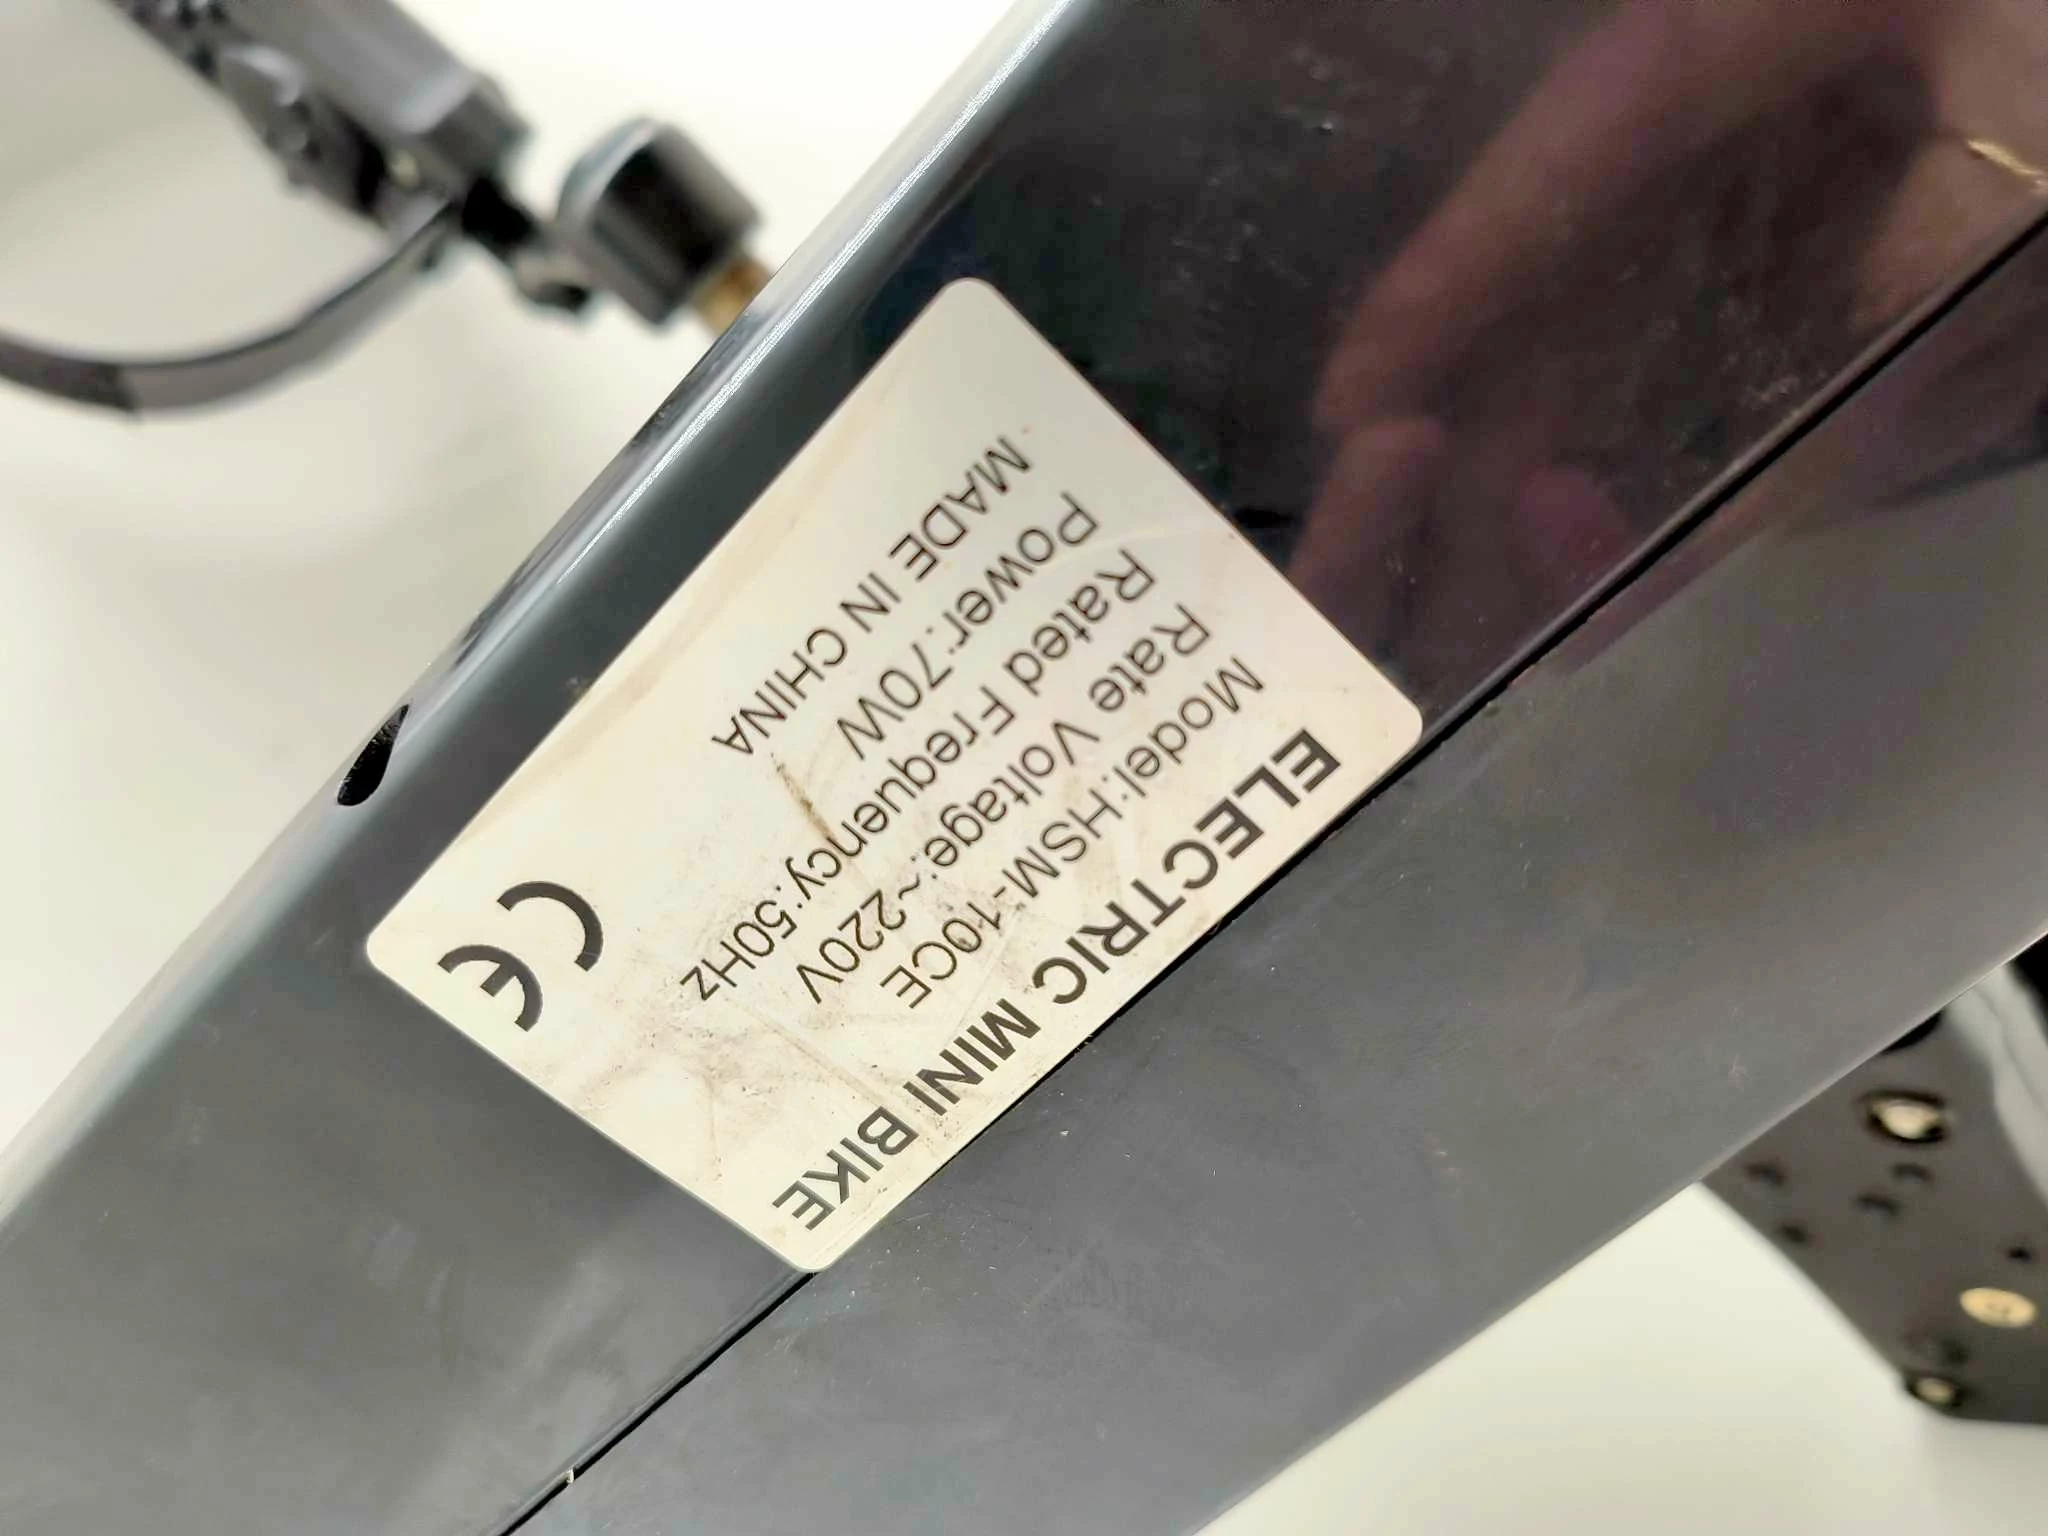 ELECTRIC MINI BIKE
Model:HSM-10CE
Rate Voltage:~220V
Rated Frequency:50Hz
Power:70W
MADE IN CHINA
CE